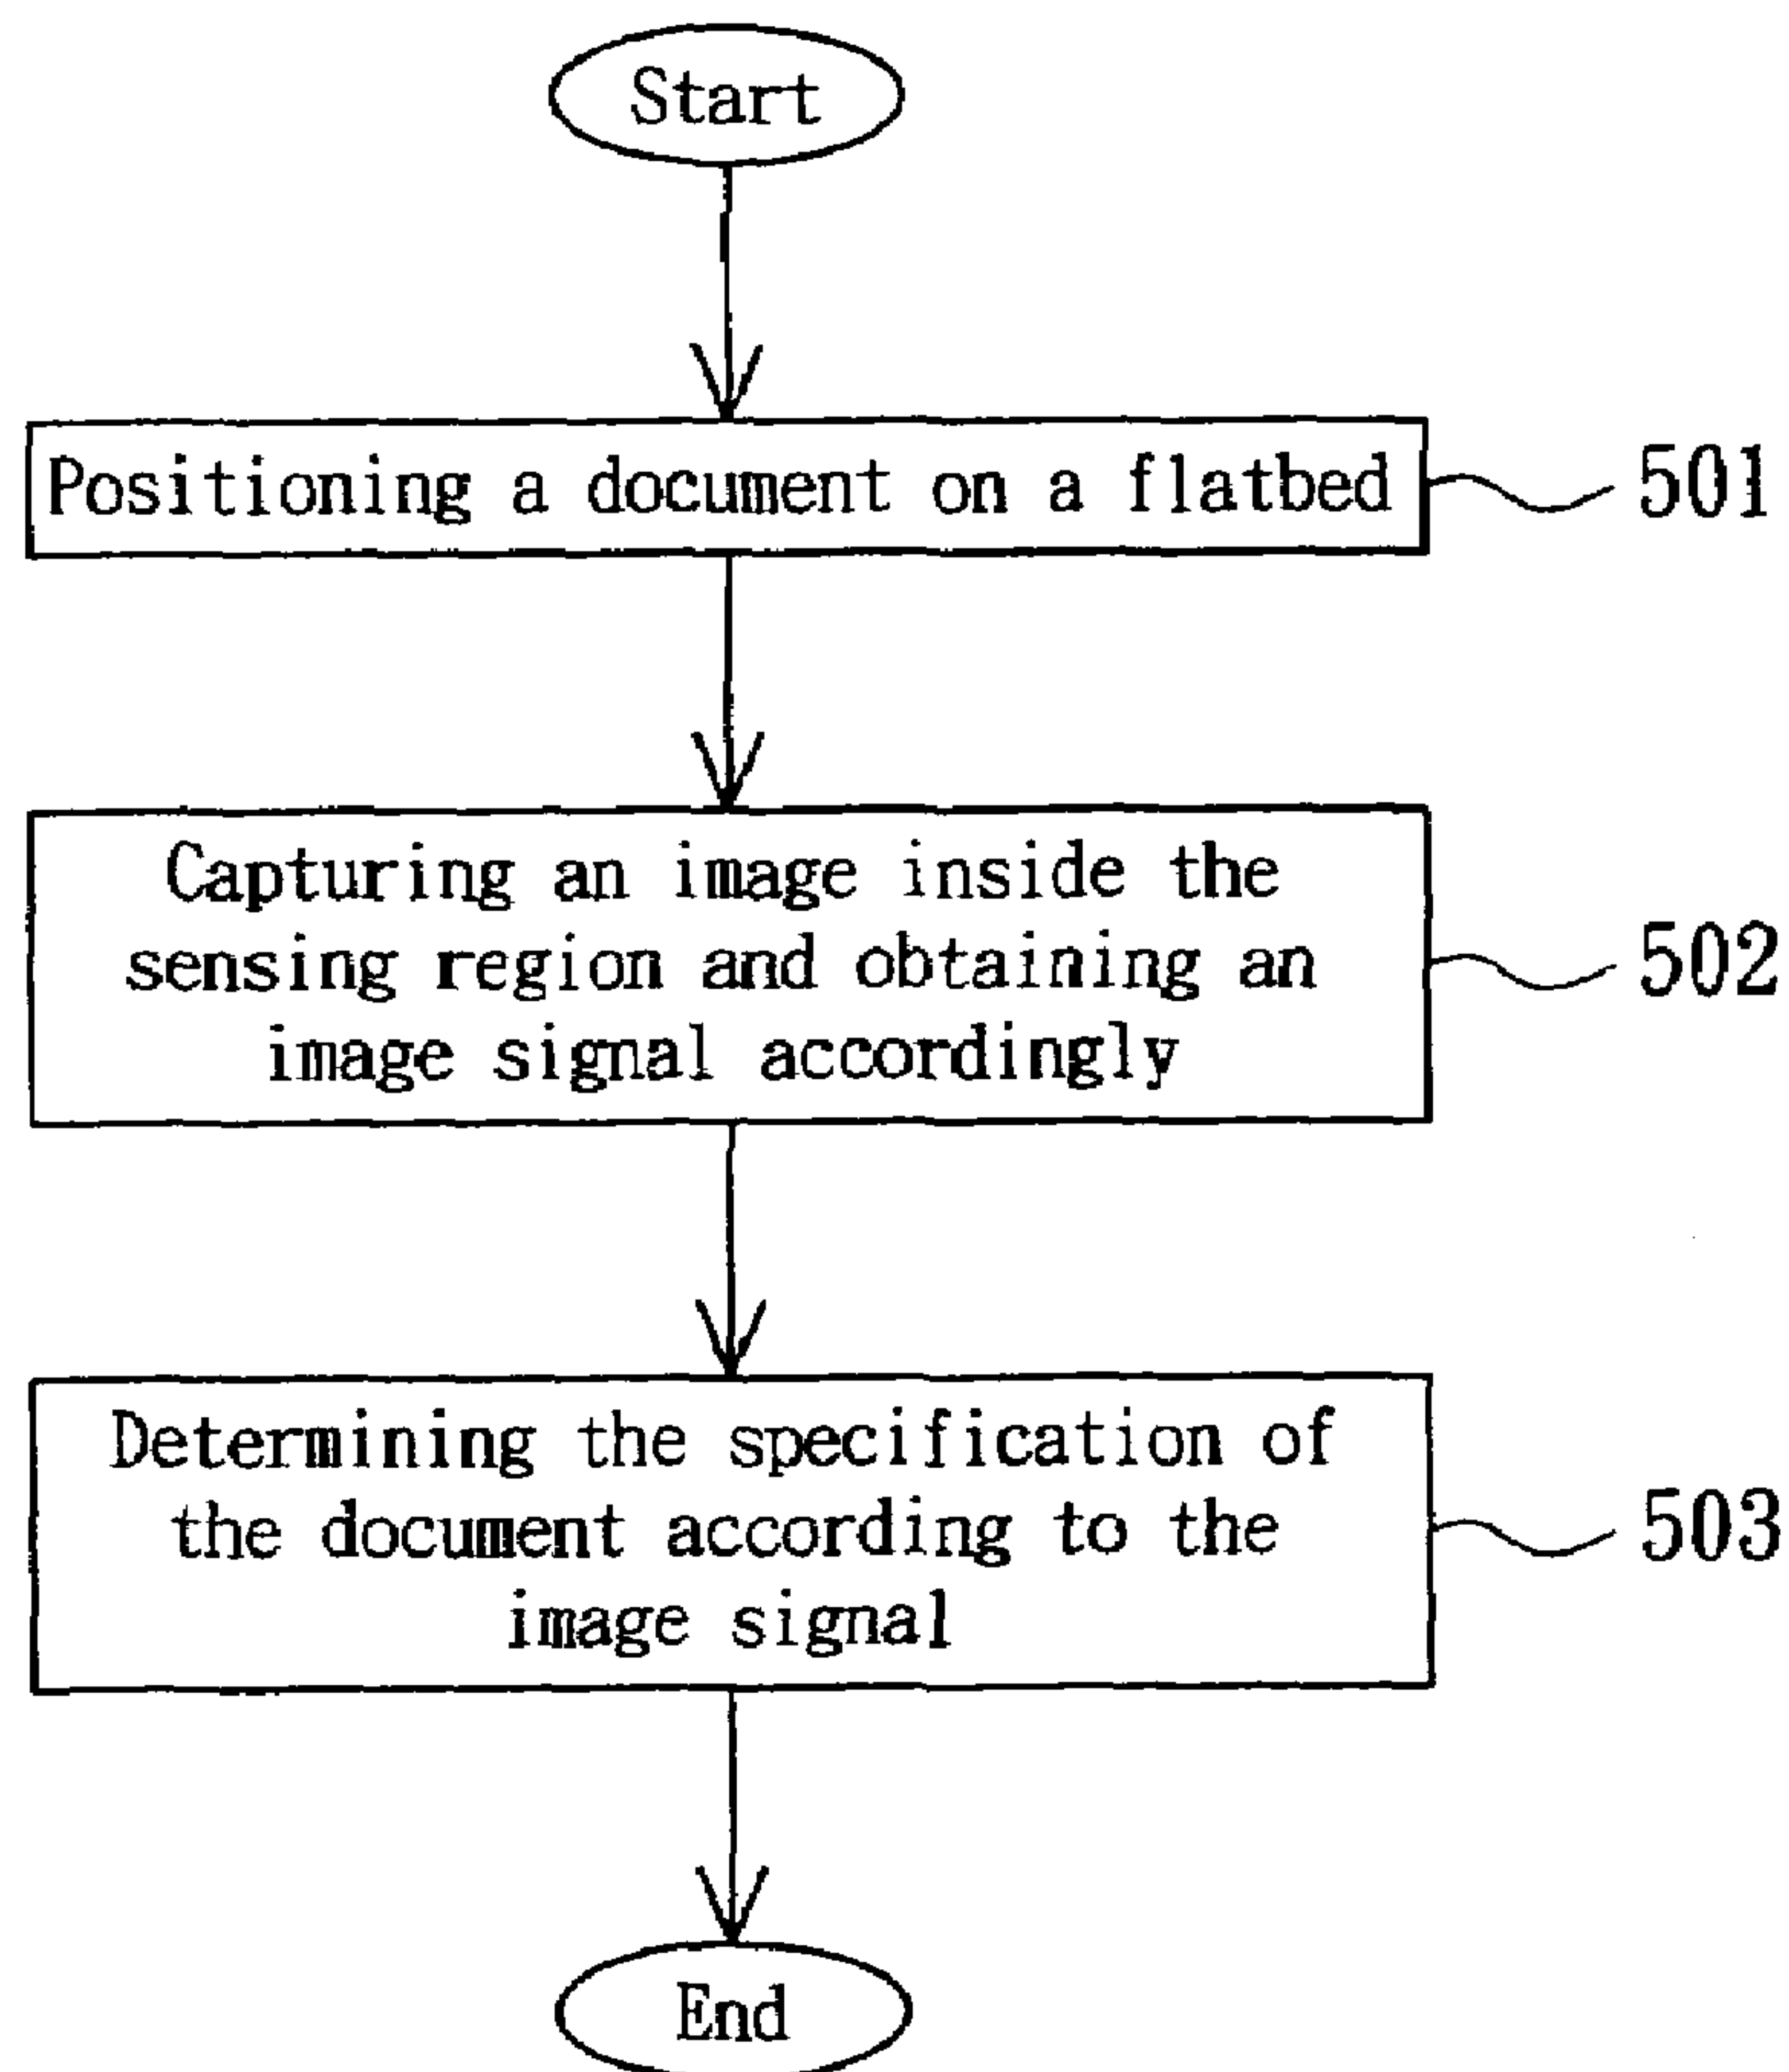 Start
Positioning a document on a flatbed
501
Capturing an image inside the
sensing region and obtaining an
image signal accordingly
502
Determining the specification of
the document according to the
image signal
503
End